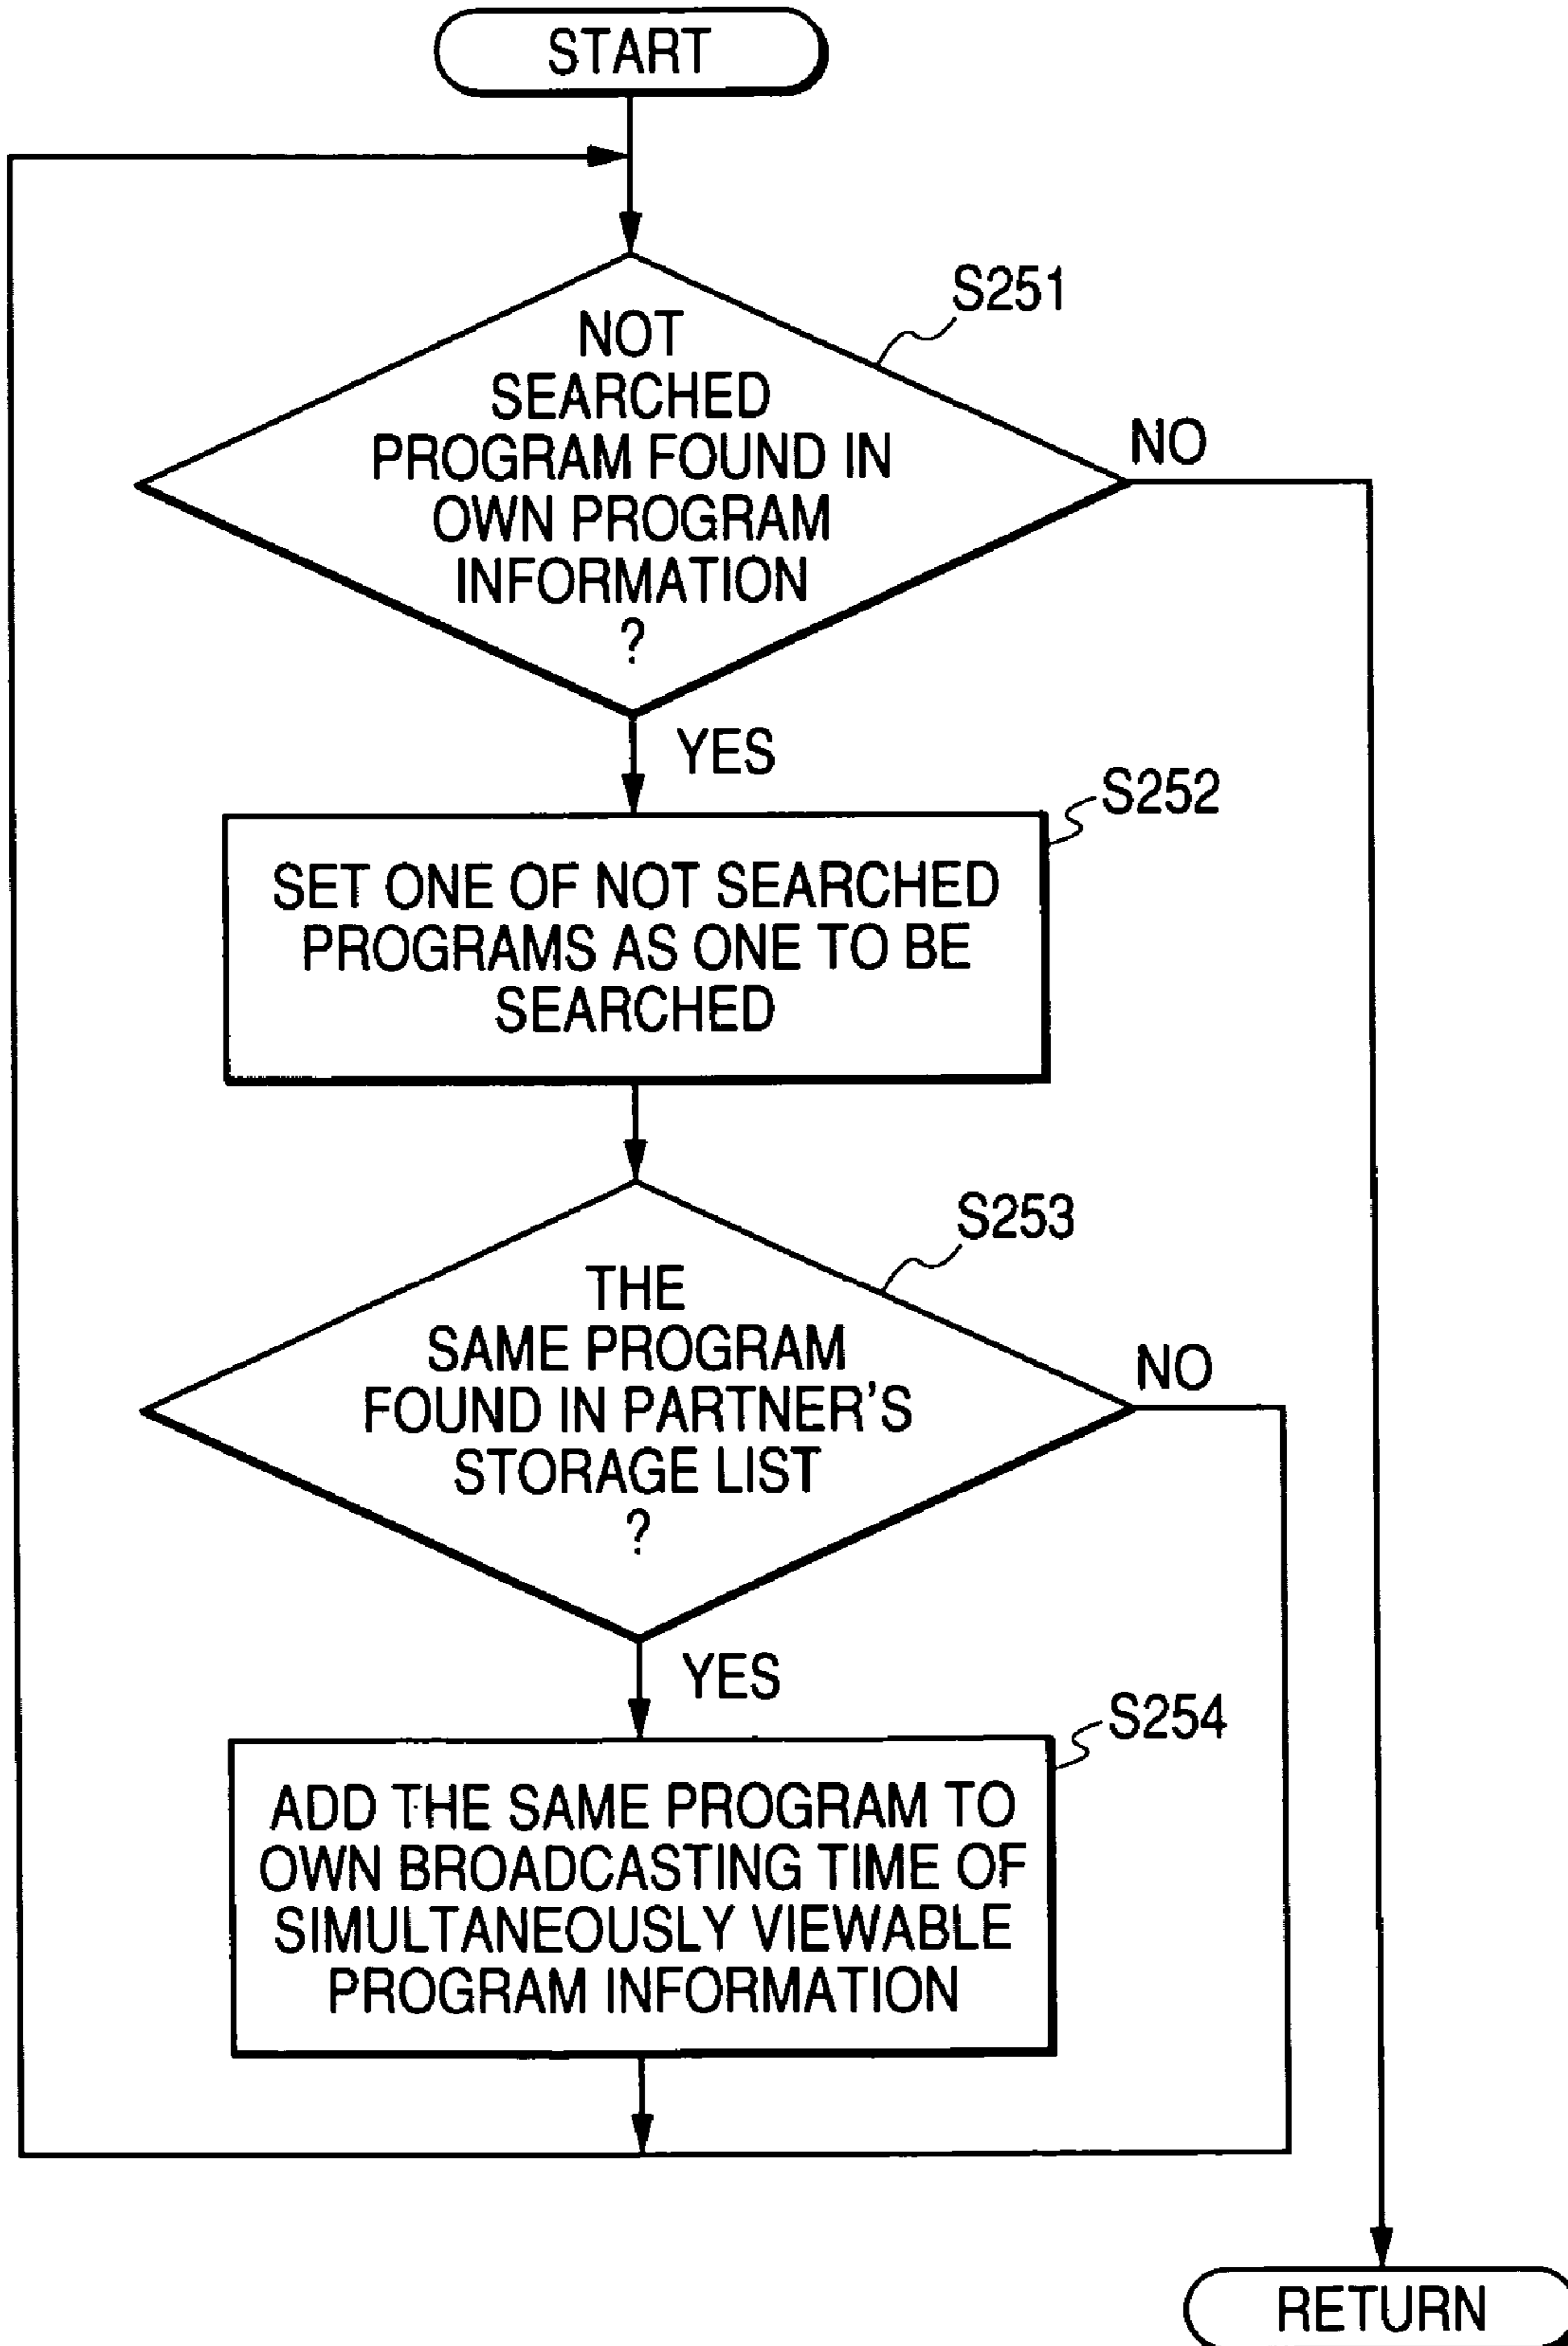 START
S251
NOT
SEARCHED
PROGRAM FOUND IN
OWN PROGRAM
INFORMATION
?
NO
YES
S252
SET ONE OF NOT SEARCHED
PROGRAMS AS ONE TO BE
SEARCHED
S253
THE
SAME PROGRAM
FOUND IN PARTNER'S
STORAGE LIST
?
NO
YES
S254
ADD THE SAME PROGRAM TO
OWN BROADCASTING TIME OF
SIMULTANEOUSLY VIEWABLE
PROGRAM INFORMATION
RETURN